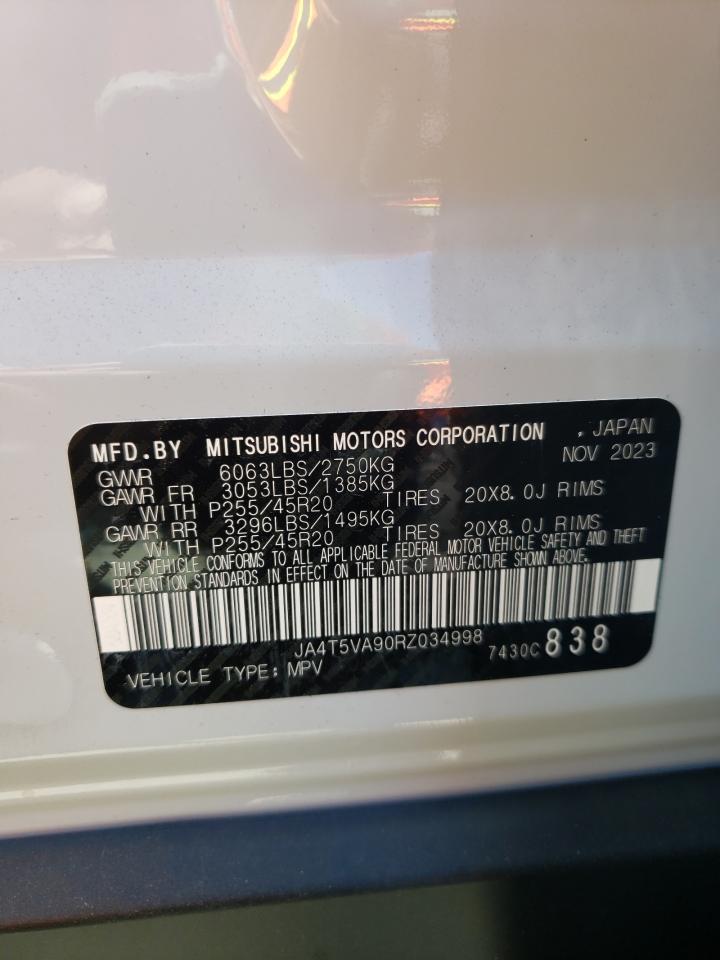 MFD.BY MITSUBISHI MOTORS CORPORATION , JAPAN
NOV 2023
GWWR 6063LBS/2750KG
GAWR FR 3053LBS/1385KG
WITH P255/45R20 TIRES 20X8.0J RIMS
GAWR RR 3296LBS/1495KG
WITH P255/45R20 TIRES 20X8.0J RIMS
THIS VEHICLE CONFORMS TO ALL APPLICABLE FEDERAL MOTOR VEHICLE SAFETY AND THEFT
PREVENTION STANDARDS IN EFFECT ON THE DATE OF MANUFACTURE SHOWN ABOVE.
JA4T5VA90RZ034998 7430C 838
VEHICLE TYPE: MPV